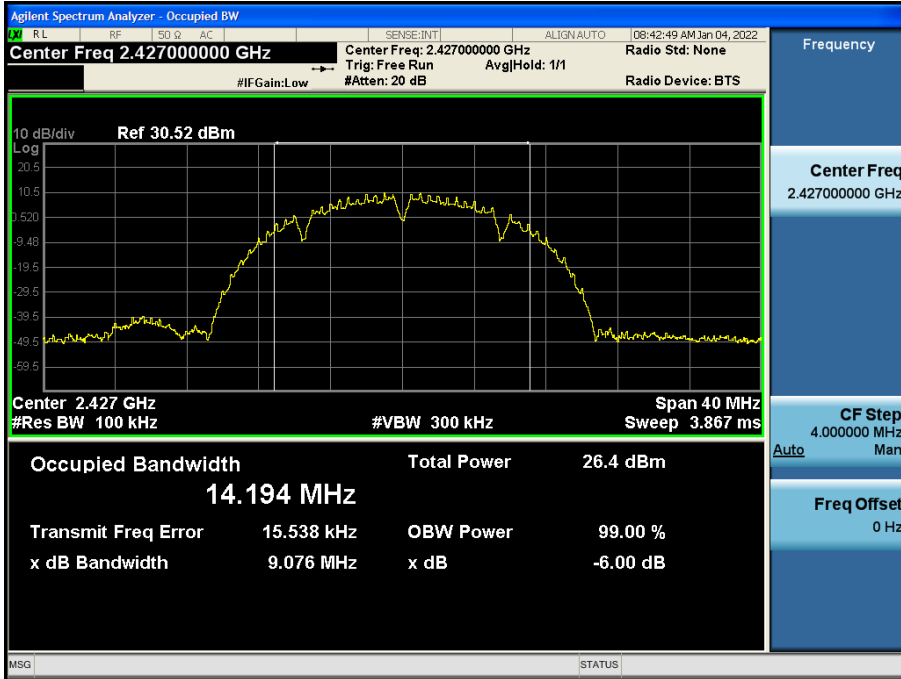 Agilent Spectrum Analyzer - Occupied BW
LXI RL RF 50 Ω AC SENSE:INT ALIGN AUTO 08:42:49 AM Jan 04, 2022
Center Freq 2.427000000 GHz
Center Freq: 2.427000000 GHz
Radio Std: None
Trig: Free Run Avg|Hold: 1/1
#IFGain:Low
#Atten: 20 dB
Radio Device: BTS
10 dB/div Ref 30.52 dBm
Log
20.5
10.5
0.520
-9.48
-19.5
-29.5
-39.5
-49.5
-59.5
Center 2.427 GHz Span 40 MHz
#Res BW 100 kHz #VBW 300 kHz Sweep 3.867 ms
Occupied Bandwidth Total Power 26.4 dBm
14.194 MHz
Transmit Freq Error 15.538 kHz OBW Power 99.00 %
x dB Bandwidth 9.076 MHz x dB -6.00 dB
Frequency
Center Freq
2.427000000 GHz
CF Step
4.000000 MHz
Auto Man
Freq Offset
0 Hz
MSG STATUS